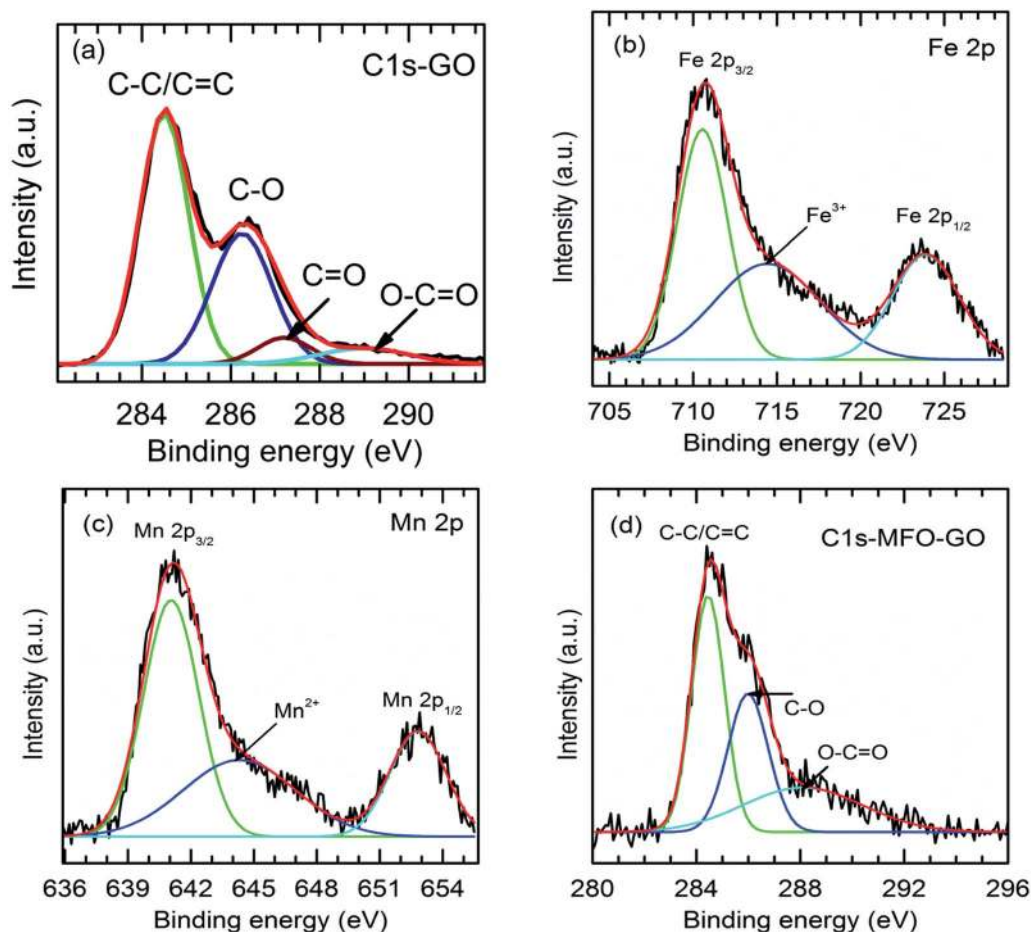 (a)
C1s-GO
C-C/C=C
C-O
C=O
O-C=O
Intensity (a.u.)
284 286 288 290
Binding energy (eV)
(b)
Fe 2p
Fe 2p3/2
Fe3+
Fe 2p1/2
Intensity (a.u.)
705 710 715 720 725
Binding energy (eV)
(c)
Mn 2p
Mn 2p3/2
Mn2+
Mn 2p1/2
Intensity (a.u.)
636 639 642 645 648 651 654
Binding energy (eV)
(d)
C1s-MFO-GO
C-C/C=C
C-O
O-C=O
Intensity (a.u.)
280 284 288 292 296
Binding energy (eV)